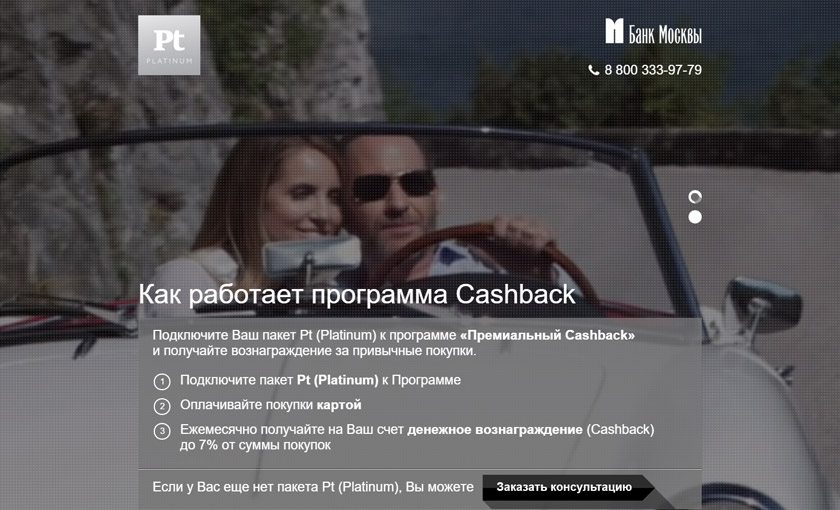 Pt
PLATINUM
Банк Москвы
8 800 333-97-79
Как работает программа Cashback
Подключите Ваш пакет Pt (Platinum) к программе «Премиальный Cashback»
и получайте вознаграждение за привычные покупки.
1 Подключите пакет Pt (Platinum) к Программе
2 Оплачивайте покупки картой
3 Ежемесячно получайте на Ваш счет денежное вознаграждение (Cashback)
до 7% от суммы покупок
Если у Вас еще нет пакета Pt (Platinum), Вы можете Заказать консультацию